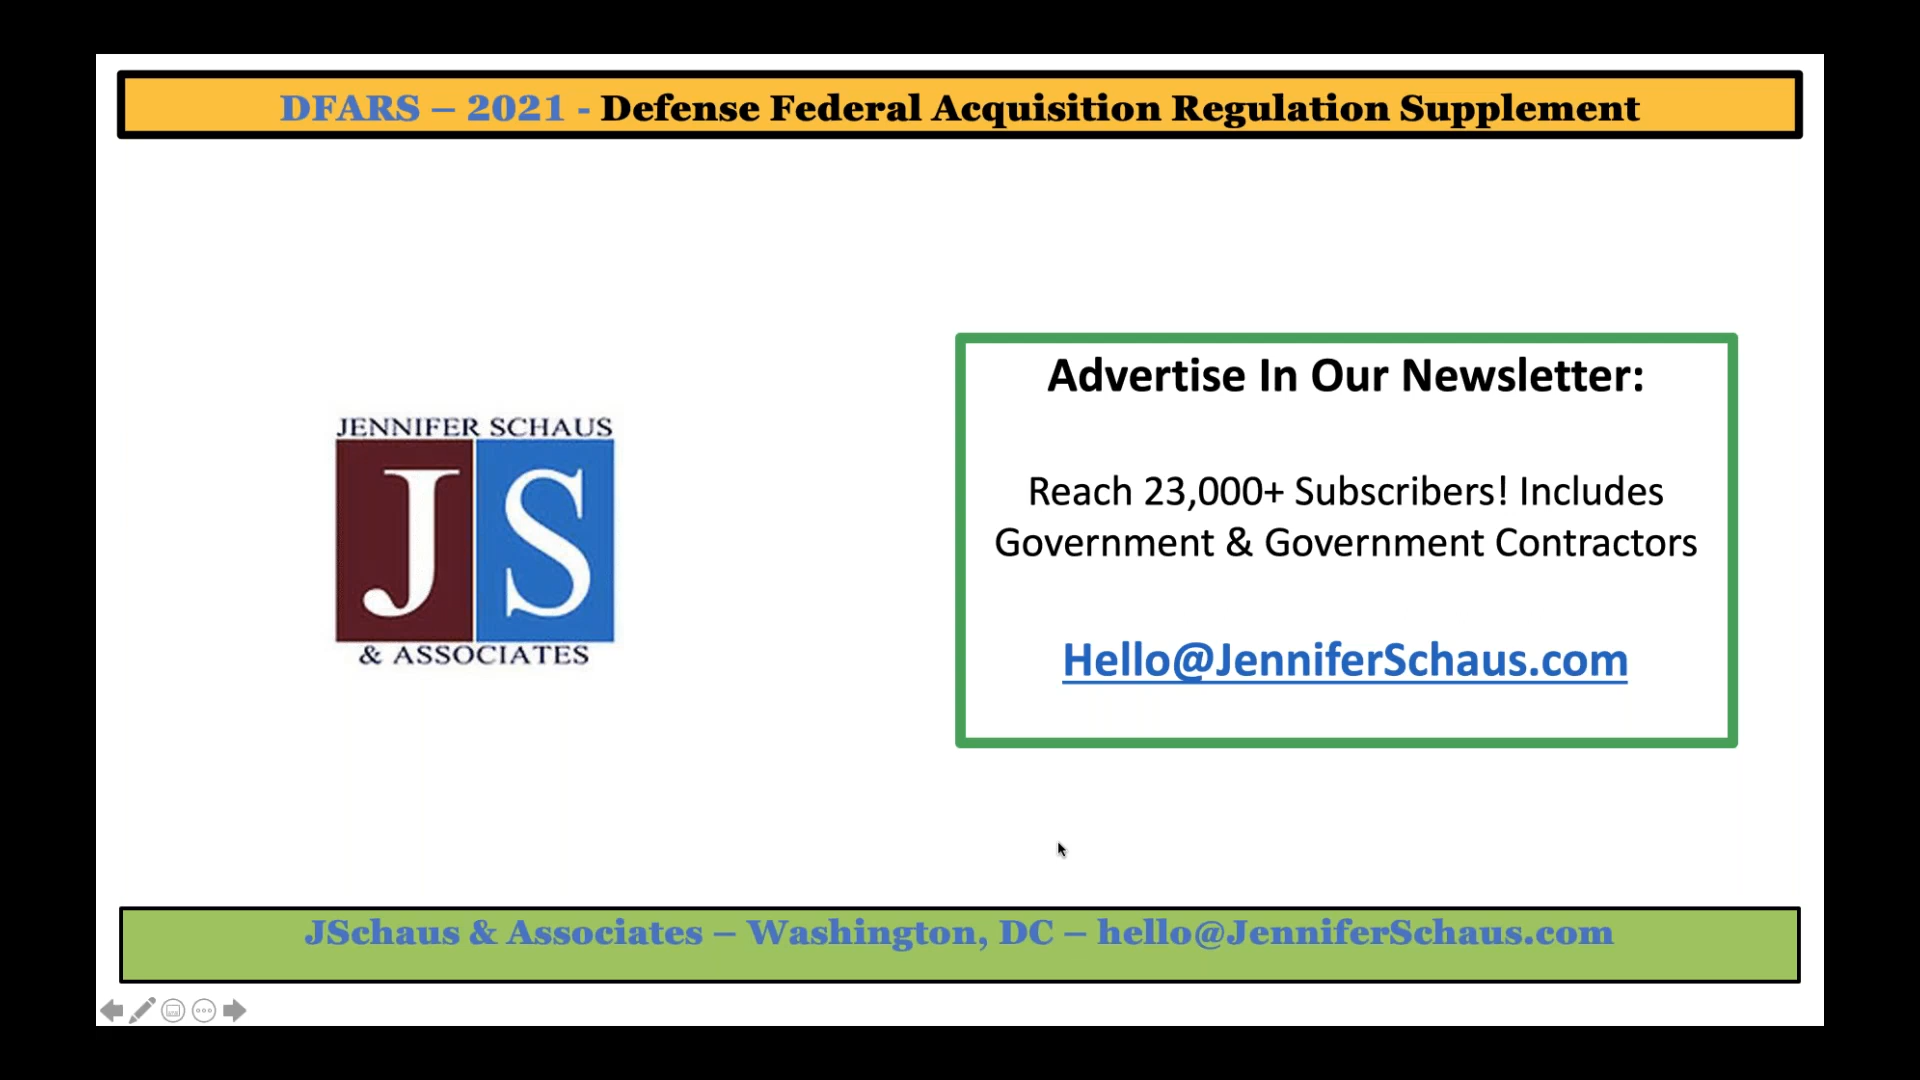 DFARS – 2021 - Defense Federal Acquisition Regulation Supplement
JENNIFER SCHAUS
JS
& ASSOCIATES
Advertise In Our Newsletter:
Reach 23,000+ Subscribers! Includes
Government & Government Contractors
Hello@JenniferSchaus.com
JSchaus & Associates – Washington, DC – hello@JenniferSchaus.com